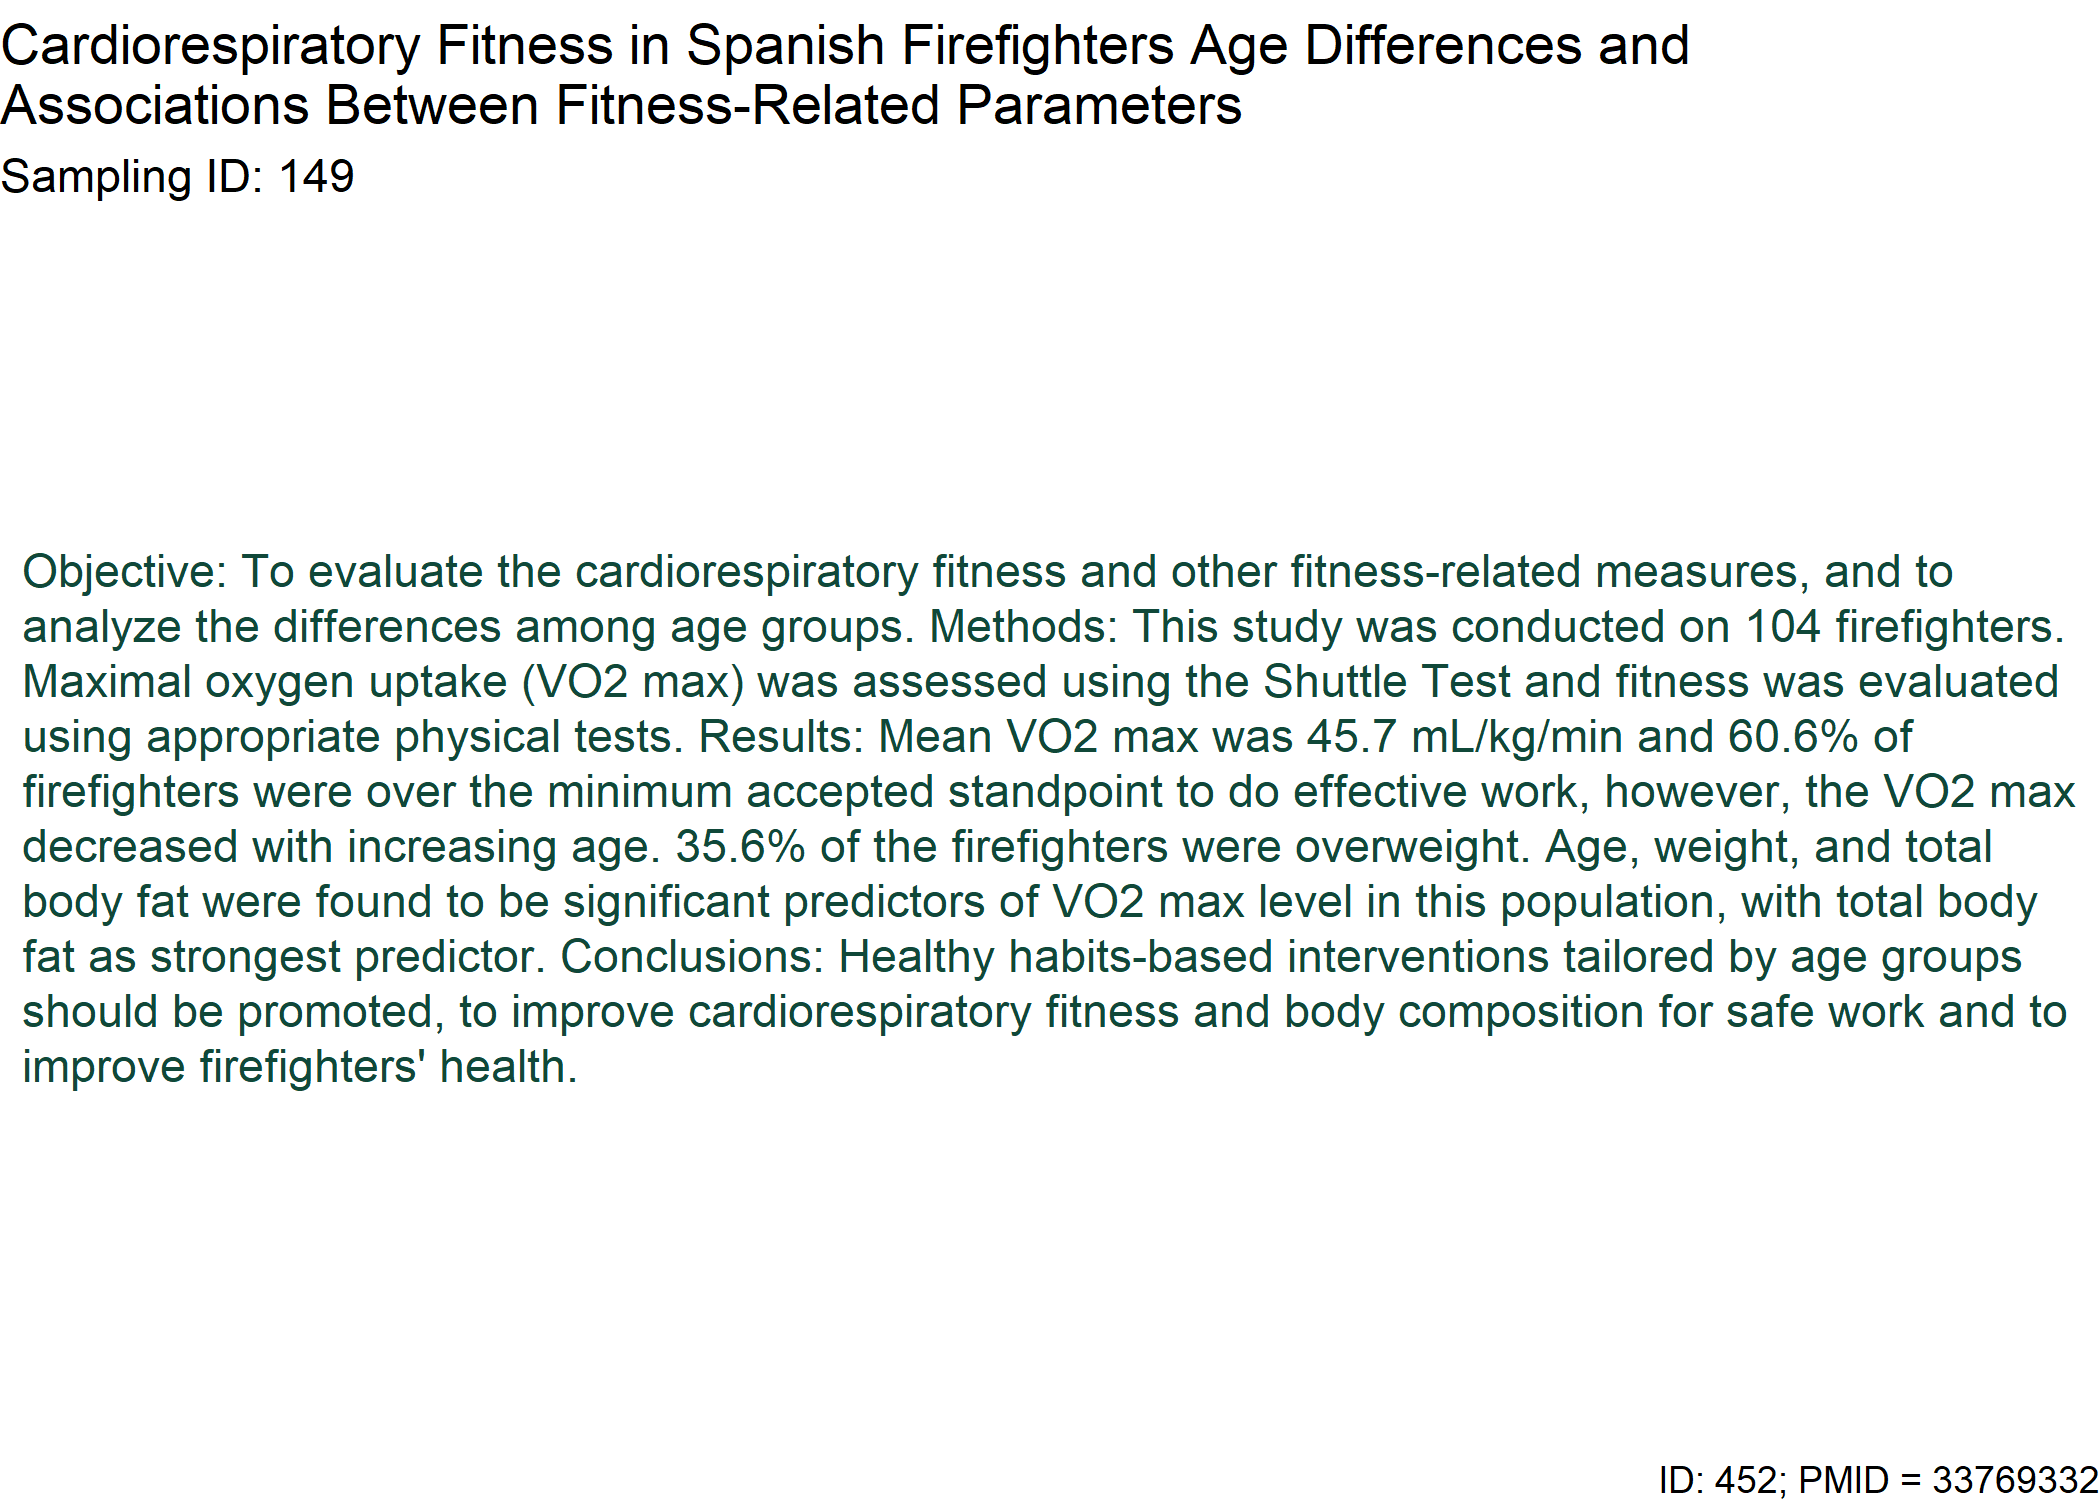 Cardiorespiratory Fitness in Spanish Firefighters Age Differences and
Associations Between Fitness-Related Parameters
Sampling ID: 149
Objective: To evaluate the cardiorespiratory fitness and other fitness-related measures, and to
analyze the differences among age groups. Methods: This study was conducted on 104 firefighters.
Maximal oxygen uptake (VO2 max) was assessed using the Shuttle Test and fitness was evaluated
using appropriate physical tests. Results: Mean VO2 max was 45.7 mL/kg/min and 60.6% of
firefighters were over the minimum accepted standpoint to do effective work, however, the VO2 max
decreased with increasing age. 35.6% of the firefighters were overweight. Age, weight, and total
body fat were found to be significant predictors of VO2 max level in this population, with total body
fat as strongest predictor. Conclusions: Healthy habits-based interventions tailored by age groups
should be promoted, to improve cardiorespiratory fitness and body composition for safe work and to
improve firefighters' health.
ID: 452; PMID = 33769332